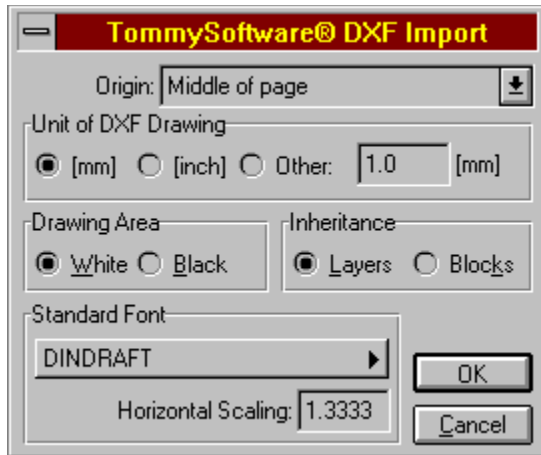 TommySoftware® DXF Import
Origin: Middle of page
Unit of DXF Drawing
[mm] [inch] Other: 1.0 [mm]
Drawing Area
White Black
Inheritance
Layers Blocks
Standard Font
DINDRAFT
Horizontal Scaling: 1.3333
OK
Cancel